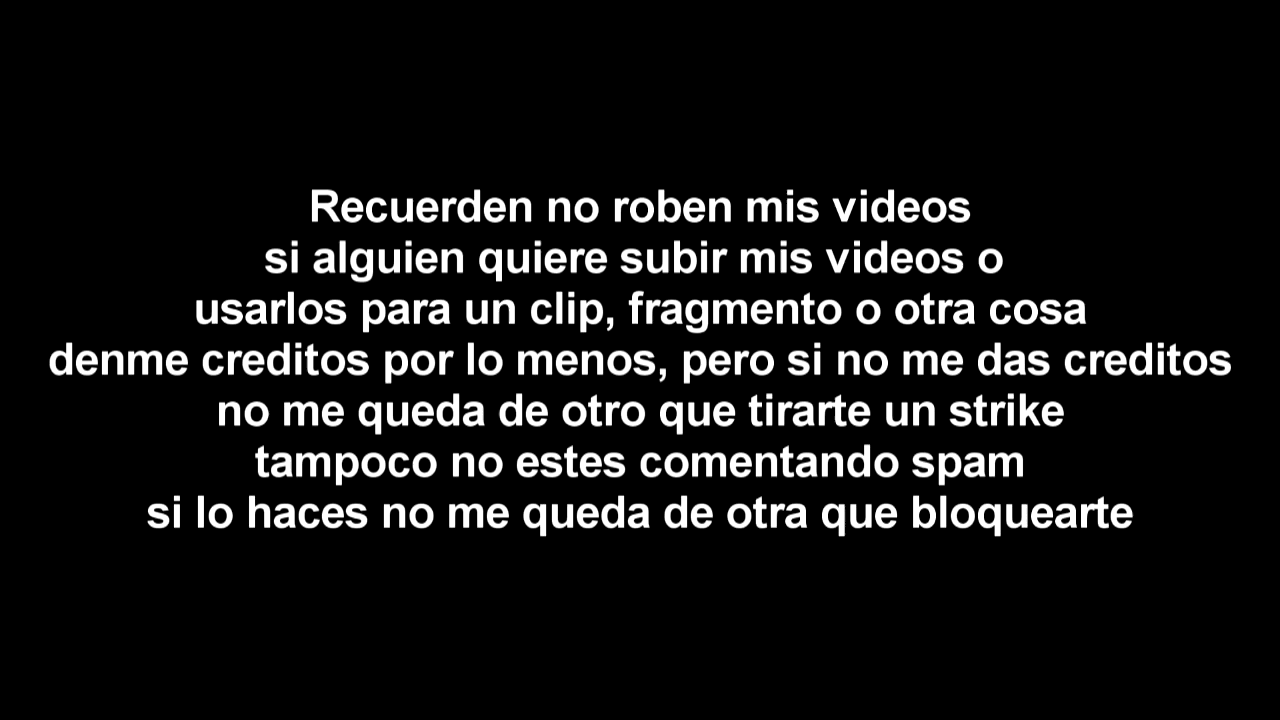 Recuerden no roben mis videos
si alguien quiere subir mis videos o
usarlos para un clip, fragmento o otra cosa
denme creditos por lo menos, pero si no me das creditos
no me queda de otro que tirarte un strike
tampoco no estes comentando spam
si lo haces no me queda de otra que bloquearte